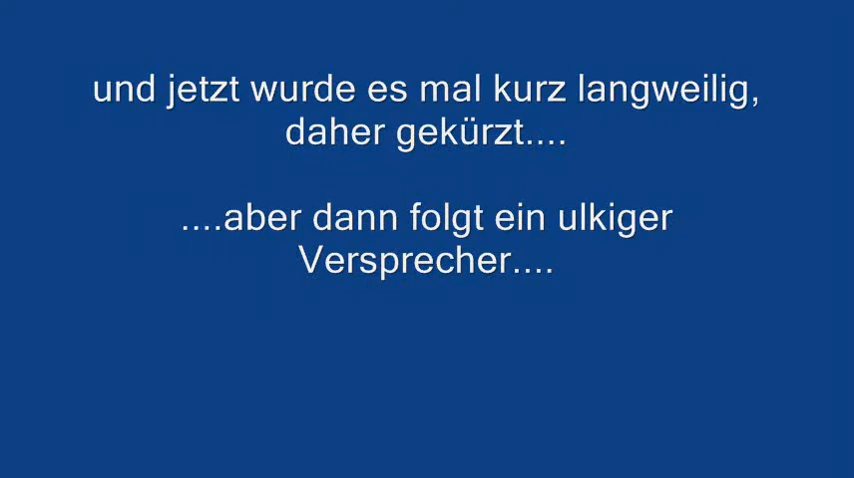 und jetzt wurde es mal kurz langweilig,
daher gekürzt....
....aber dann folgt ein ulkiger
Versprecher....